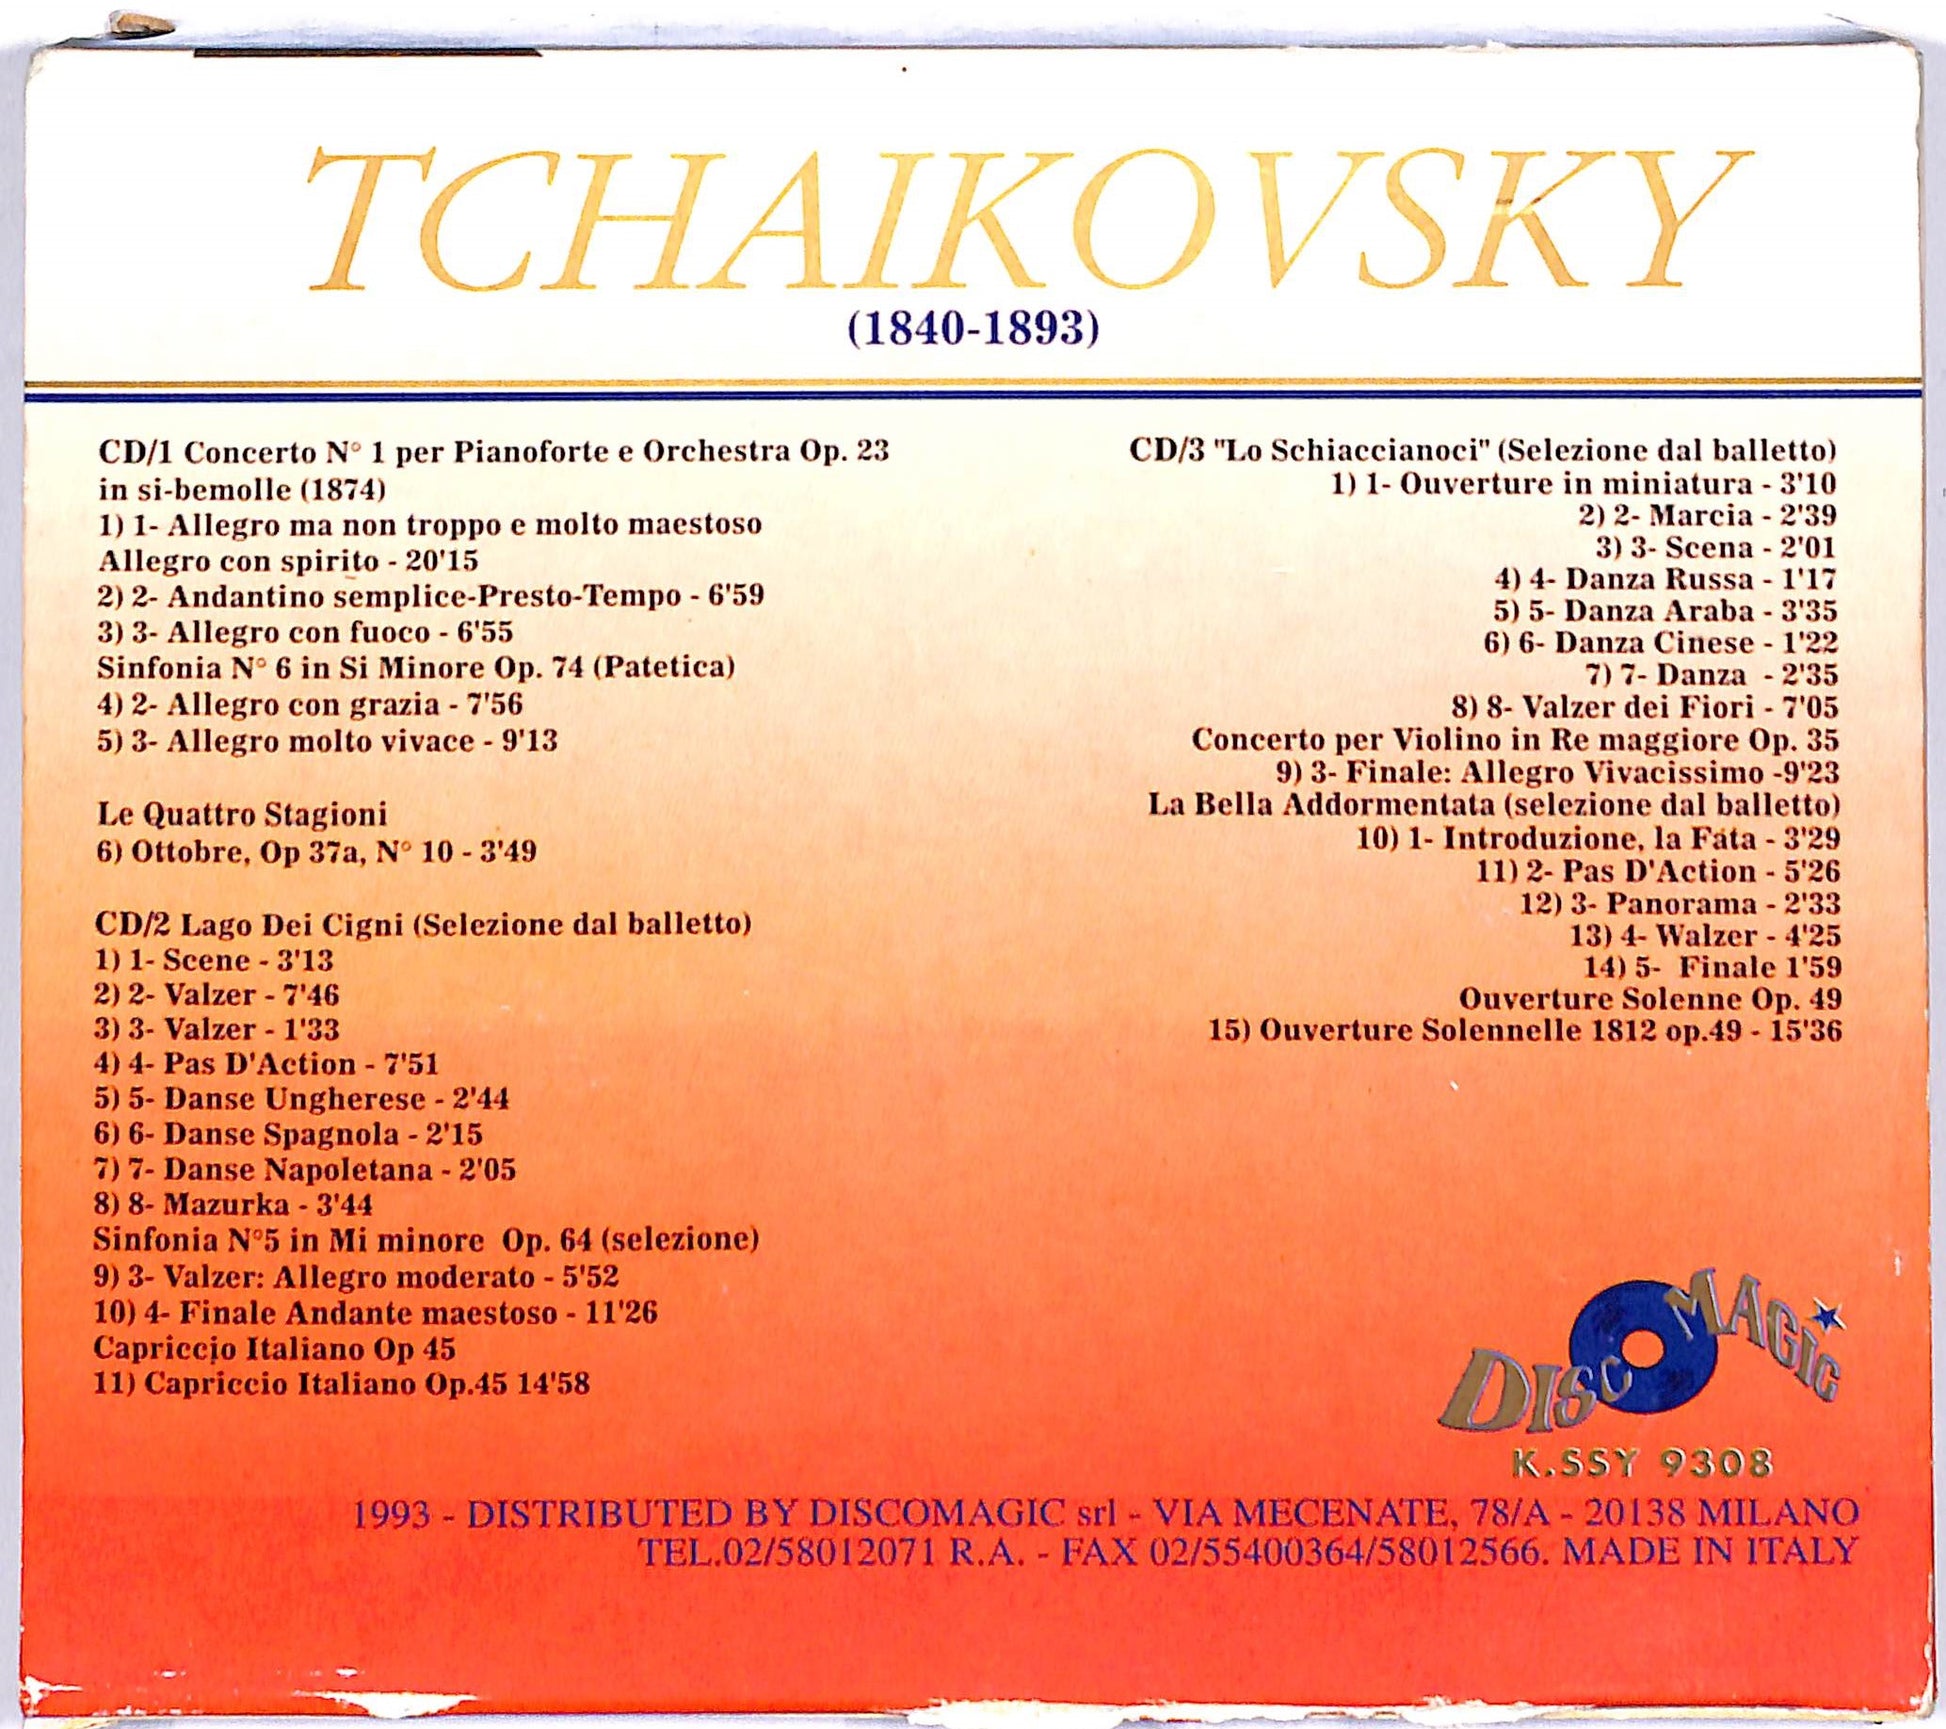 TCHAIKOVSKY
(1840-1893)
CD/1 Concerto N° 1 per Pianoforte e Orchestra Op. 23
in si-bemolle (1874)
1) 1- Allegro ma non troppo e molto maestoso
Allegro con spirito - 20'15
2) 2- Andantino semplice-Presto-Tempo - 6'59
3) 3- Allegro con fuoco - 6'55
Sinfonia N° 6 in Si Minore Op. 74 (Patetica)
4) 2- Allegro con grazia - 7'56
5) 3- Allegro molto vivace - 9'13
Le Quattro Stagioni
6) Ottobre, Op 37a, N° 10 - 3'49
CD/2 Lago Dei Cigni (Selezione dal balletto)
1) 1- Scene - 3'13
2) 2- Valzer - 7'46
3) 3- Valzer - 1'33
4) 4- Pas D'Action - 7'51
5) 5- Danse Ungherese - 2'44
6) 6- Danse Spagnola - 2'15
7) 7- Danse Napoletana - 2'05
8) 8- Mazurka - 3'44
Sinfonia N°5 in Mi minore Op. 64 (selezione)
9) 3- Valzer: Allegro moderato - 5'52
10) 4- Finale Andante maestoso - 11'26
Capriccio Italiano Op 45
11) Capriccio Italiano Op.45 14'58
CD/3 "Lo Schiaccianoci" (Selezione dal balletto)
1) 1- Ouverture in miniatura - 3'10
2) 2- Marcia - 2'39
3) 3- Scena - 2'01
4) 4- Danza Russa - 1'17
5) 5- Danza Araba - 3'35
6) 6- Danza Cinese - 1'22
7) 7- Danza - 2'35
8) 8- Valzer dei Fiori - 7'05
Concerto per Violino in Re maggiore Op. 35
9) 3- Finale: Allegro Vivacissimo -9'23
La Bella Addormentata (selezione dal balletto)
10) 1- Introduzione, la Fata - 3'29
11) 2- Pas D'Action - 5'26
12) 3- Panorama - 2'33
13) 4- Walzer - 4'25
14) 5- Finale 1'59
Ouverture Solenne Op. 49
15) Ouverture Solennelle 1812 op.49 - 15'36
DISCOMAGIC
K.SSY 9308
1993 - DISTRIBUTED BY DISCOMAGIC srl - VIA MECENATE, 78/A - 20138 MILANO
TEL.02/58012071 R.A. - FAX 02/55400364/58012566. MADE IN ITALY